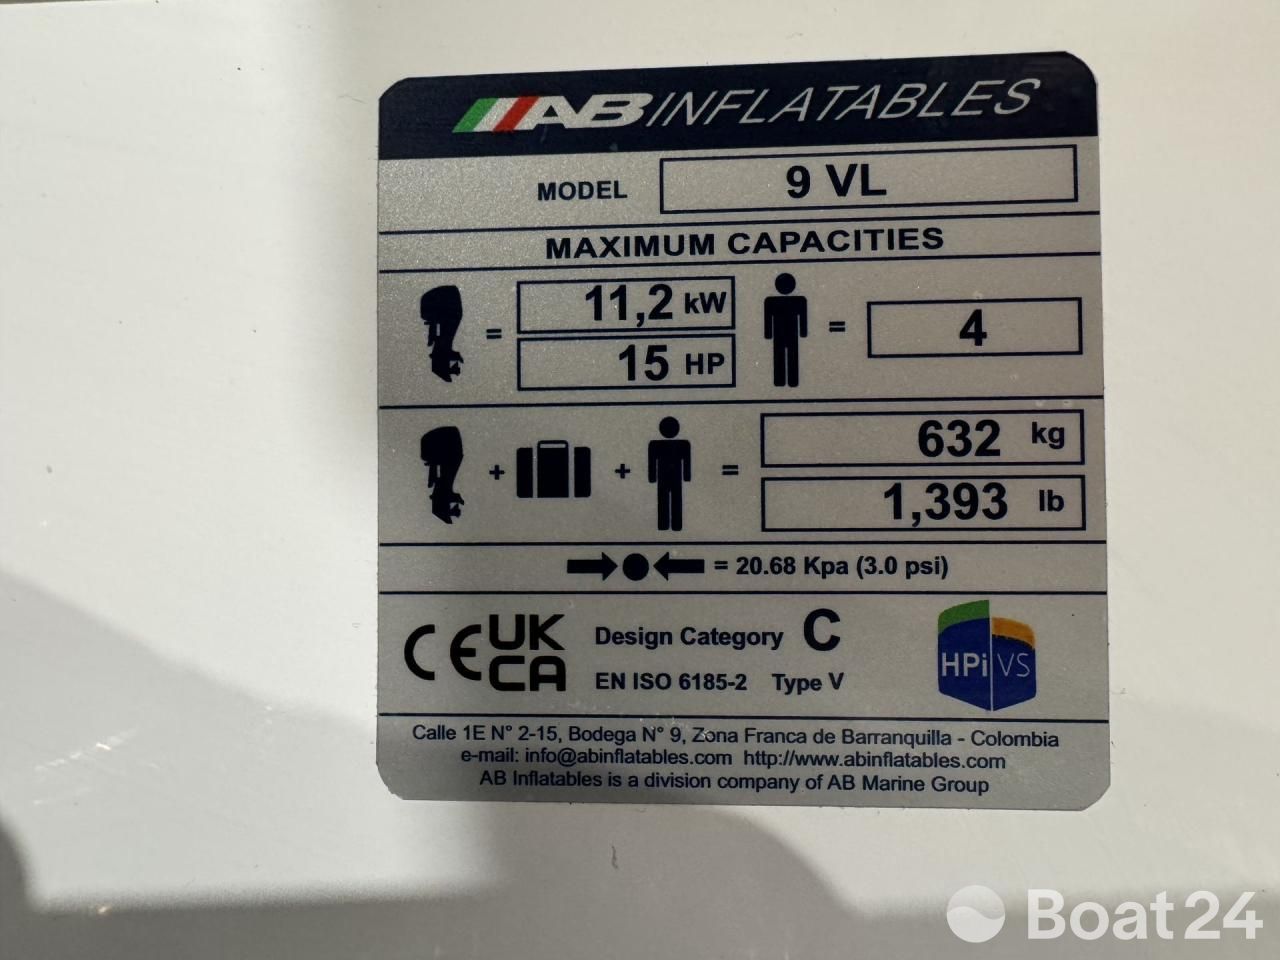 AB INFLATABLES
MODEL 9 VL
MAXIMUM CAPACITIES
= 11,2 kW
15 HP
= 4
+ + = 632 kg
1,393 lb
= 20.68 Kpa (3.0 psi)
CE UK CA
Design Category C
EN ISO 6185-2 Type V
HPi VS
Calle 1E N° 2-15, Bodega N° 9, Zona Franca de Barranquilla - Colombia
e-mail: info@abinflatables.com http://www.abinflatables.com
AB Inflatables is a division company of AB Marine Group
Boat24